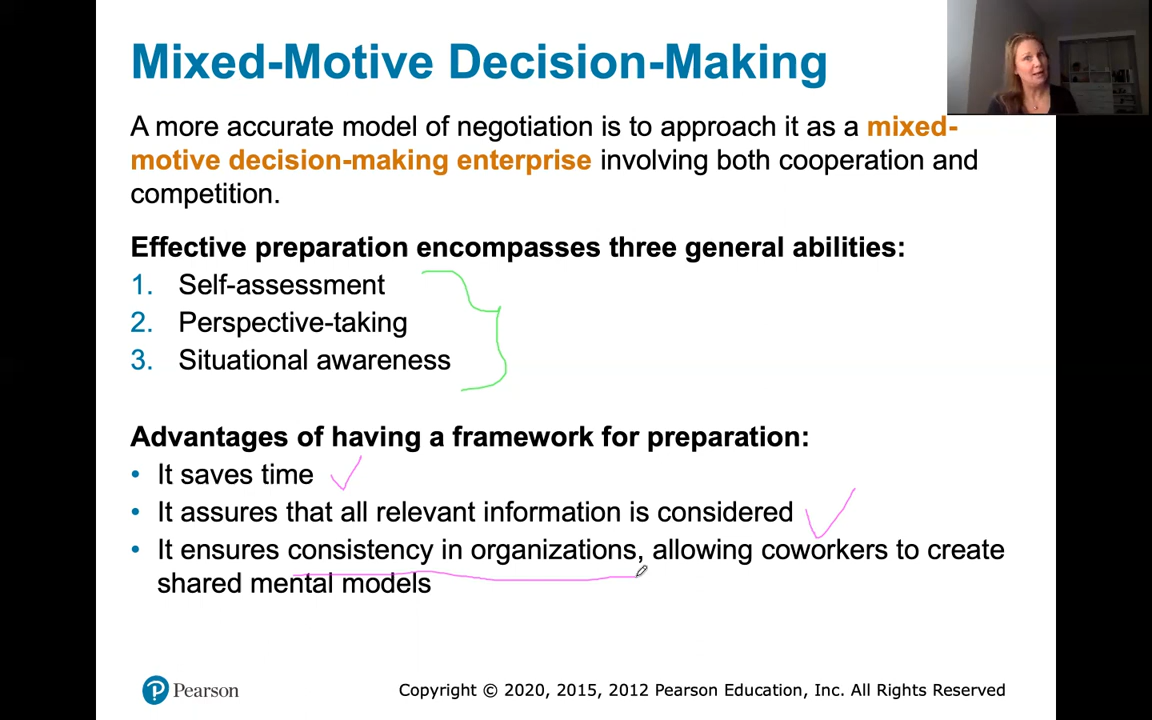 Mixed-Motive Decision-Making
A more accurate model of negotiation is to approach it as a mixed-
motive decision-making enterprise involving both cooperation and
competition.
Effective preparation encompasses three general abilities:
1. Self-assessment
2. Perspective-taking
3. Situational awareness
Advantages of having a framework for preparation:
• It saves time
• It assures that all relevant information is considered
• It ensures consistency in organizations, allowing coworkers to create
shared mental models
P Pearson
Copyright © 2020, 2015, 2012 Pearson Education, Inc. All Rights Reserved